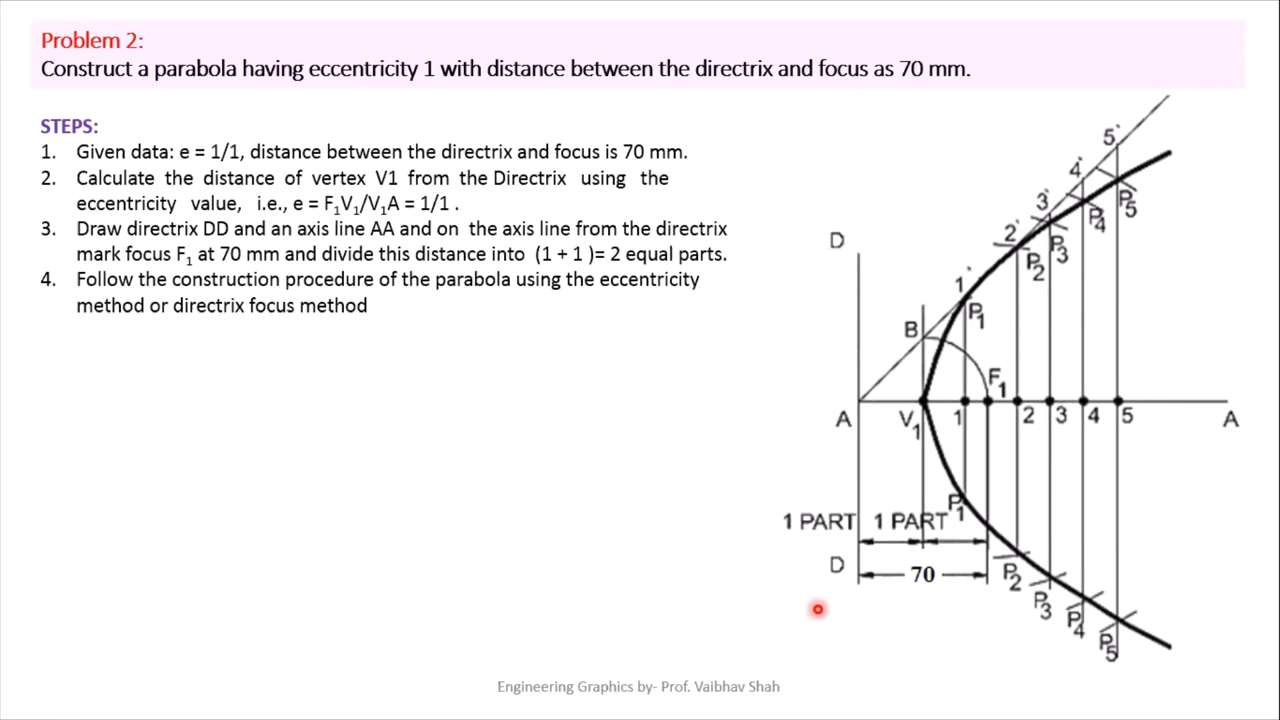 Problem 2:
Construct a parabola having eccentricity 1 with distance between the directrix and focus as 70 mm.
STEPS:
1. Given data: e = 1/1, distance between the directrix and focus is 70 mm.
2. Calculate the distance of vertex V1 from the Directrix using the
eccentricity value, i.e., e = F₁V₁/V₁A = 1/1 .
3. Draw directrix DD and an axis line AA and on the axis line from the directrix
mark focus F₁ at 70 mm and divide this distance into (1 + 1 )= 2 equal parts.
4. Follow the construction procedure of the parabola using the eccentricity
method or directrix focus method
5'
4'
3'
2'
1'
D
B
P₅
P₄
P₃
P₂
P₁
F₁
A V₁ 1 2 3 4 5 A
P₁
1 PART 1 PART
D
70
P₂
P₃
P₄
P₅
Engineering Graphics by- Prof. Vaibhav Shah